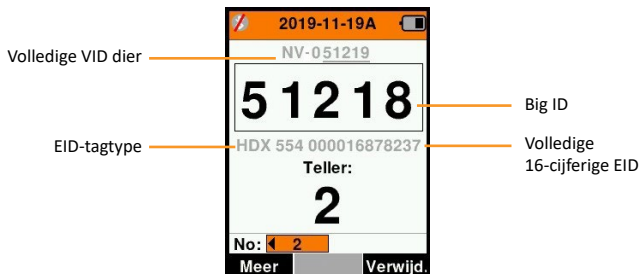 2019-11-19A
Volledige VID dier
NV-051219
51218
Big ID
EID-tagtype
HDX 554 000016878237
Volledige
16-cijferige EID
Teller:
2
No: 2
Meer
Verwijd.